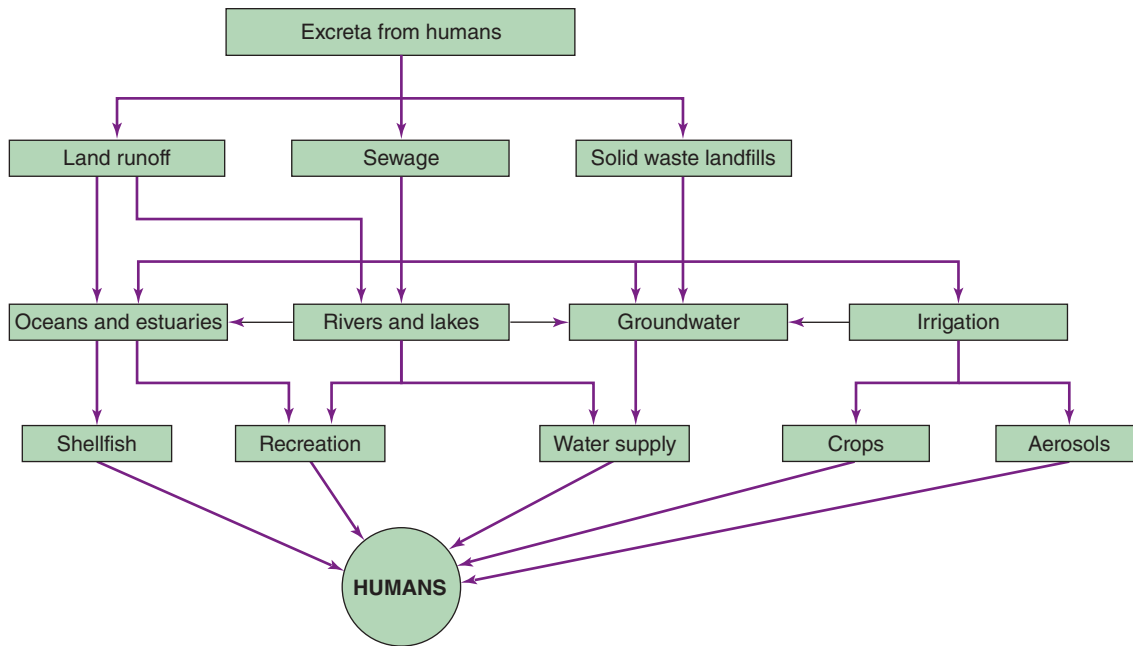 Excreta from humans
Land runoff
Sewage
Solid waste landfills
Oceans and estuaries
Rivers and lakes
Groundwater
Irrigation
Shellfish
Recreation
Water supply
Crops
Aerosols
HUMANS